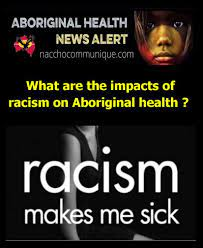 ABORIGINAL HEALTH
NEWS ALERT
nacchocommunique.com
What are the impacts of
racism on Aboriginal health ?
racism
makes me sick